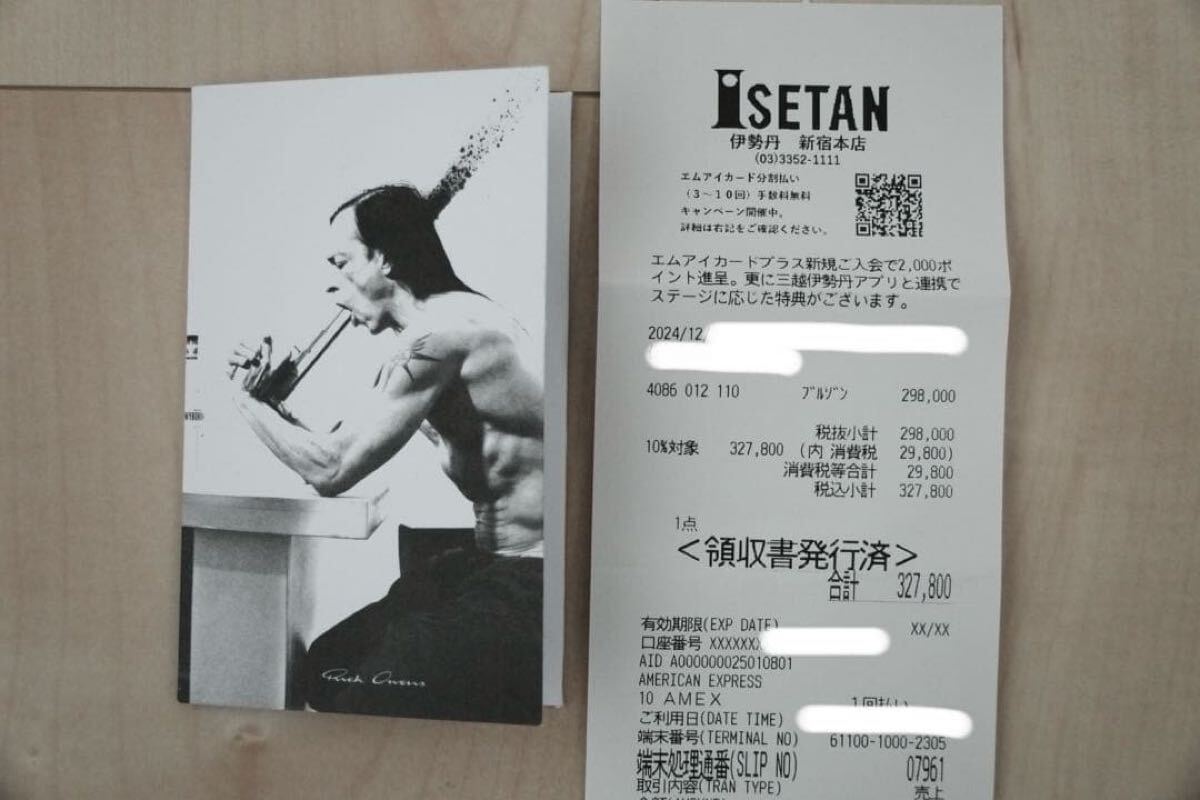 Rick Owens
ISETAN
伊勢丹　新宿本店
(03)3352-1111
エムアイカード分割払い
(3～10回)手数料無料
キャンペーン開催中。
詳細は右記をご確認ください。
エムアイカードプラス新規ご入会で2,000ポ
イント進呈。更に三越伊勢丹アプリと連携で
ステージに応じた特典がございます。
2024/12
4086 012 110 ブルゾン 298,000
税抜小計 298,000
10%対象 327,800 (内 消費税 29,800)
消費税等合計 29,800
税込小計 327,800
1点
＜領収書発行済＞
合計 327,800
有効期限(EXP DATE) XX/XX
口座番号 XXXXXXX
AID A000000025010801
AMERICAN EXPRESS
10 AMEX 1回払い
ご利用日(DATE TIME)
端末番号(TERMINAL NO) 61100-1000-2305
端末処理通番(SLIP NO) 07961
取引内容(TRAN TYPE) 売上